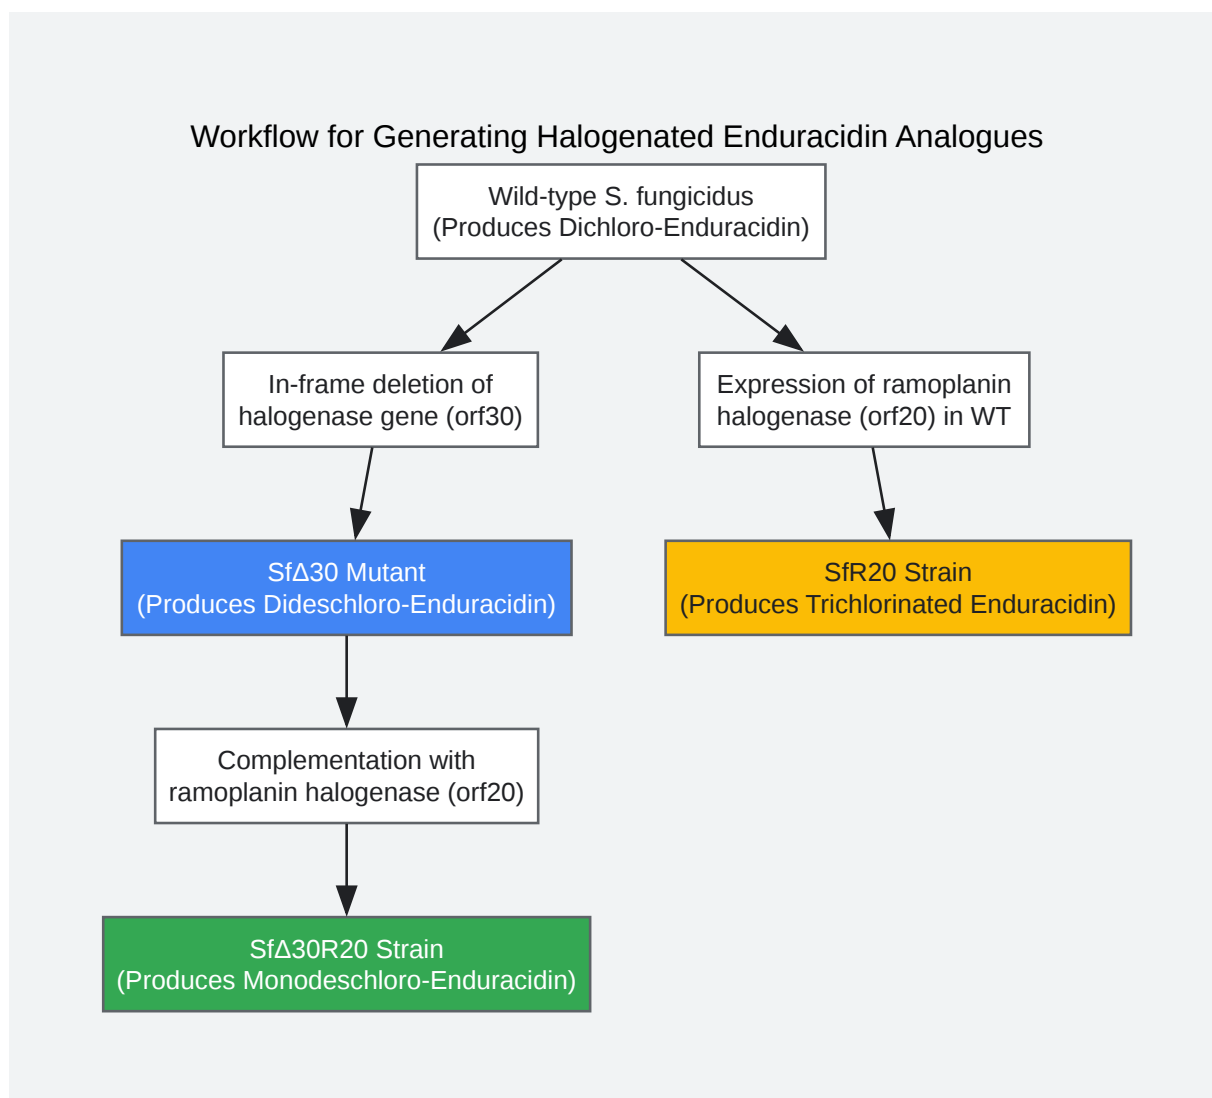 Workflow for Generating Halogenated Enduracidin Analogues
Wild-type S. fungicidus
(Produces Dichloro-Enduracidin)
In-frame deletion of
halogenase gene (orf30)
Expression of ramoplanin
halogenase (orf20) in WT
SfΔ30 Mutant
(Produces Dideschloro-Enduracidin)
SfR20 Strain
(Produces Trichlorinated Enduracidin)
Complementation with
ramoplanin halogenase (orf20)
SfΔ30R20 Strain
(Produces Monodeschloro-Enduracidin)